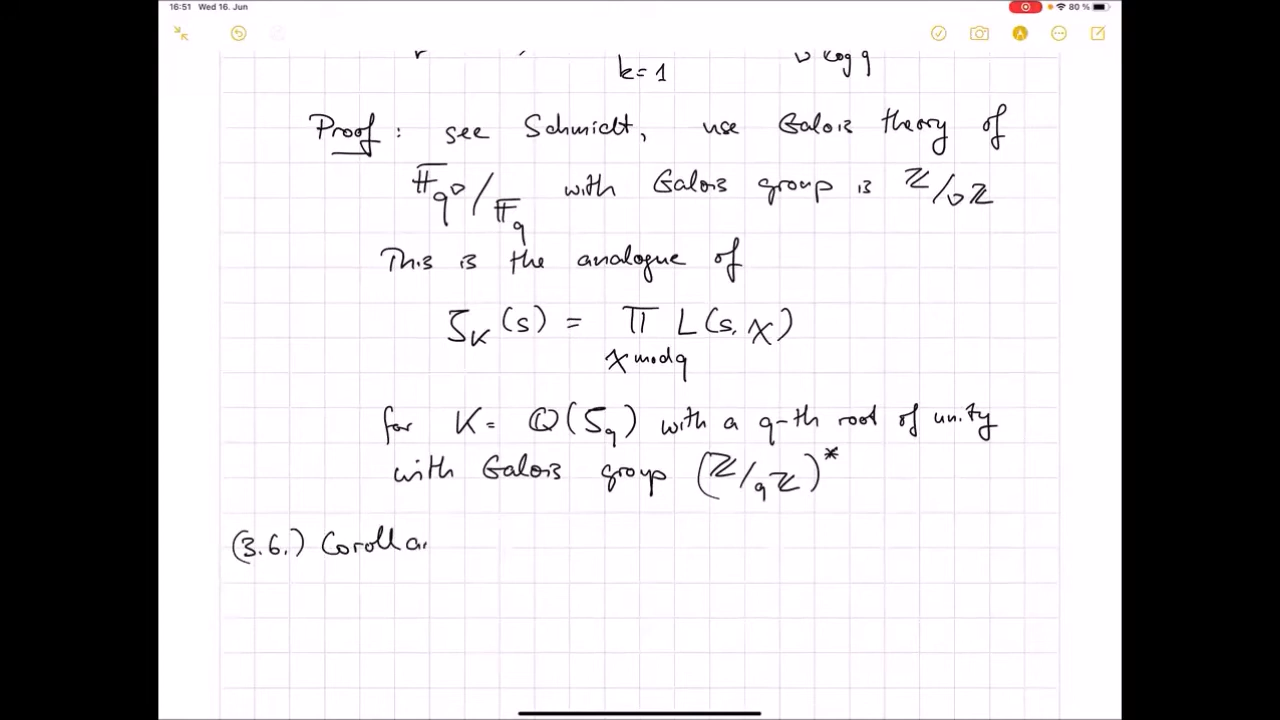 16:51 Wed 16. Jun 80 %
k=1 ν log q
Proof: see Schmidt, use Galois theory of
𝔽_{q^ν}/𝔽_q with Galois group is ℤ/νℤ
This is the analogue of
ζ_K(s) = Π L(s, χ)
χ mod q
for K = ℚ(ζ_q) with a q-th root of unity
with Galois group (ℤ/qℤ)^*
(3.6.) Corolla